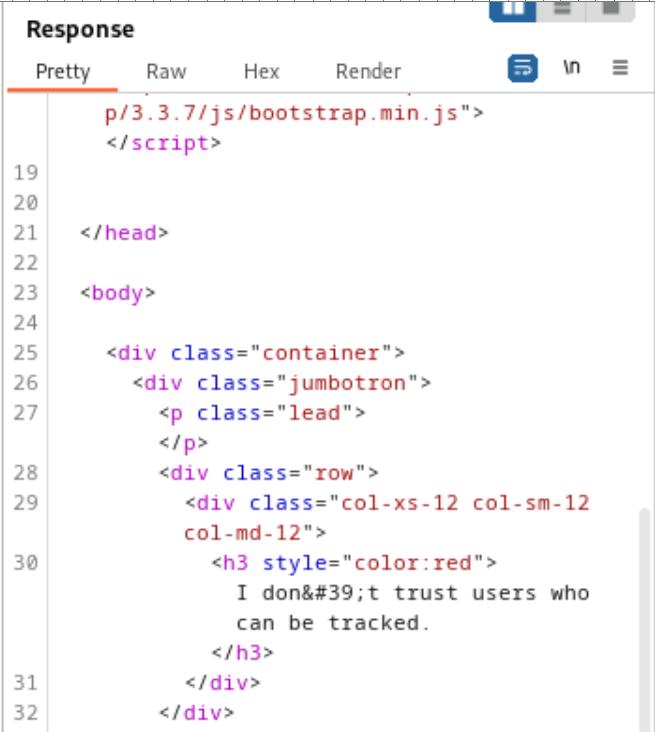 Response
Pretty Raw Hex Render \n
p/3.3.7/js/bootstrap.min.js">
</script>
19
20
21 </head>
22
23 <body>
24
25 <div class="container">
26 <div class="jumbotron">
27 <p class="lead">
</p>
28 <div class="row">
29 <div class="col-xs-12 col-sm-12
col-md-12">
30 <h3 style="color:red">
I don&#39;t trust users who
can be tracked.
</h3>
31 </div>
32 </div>